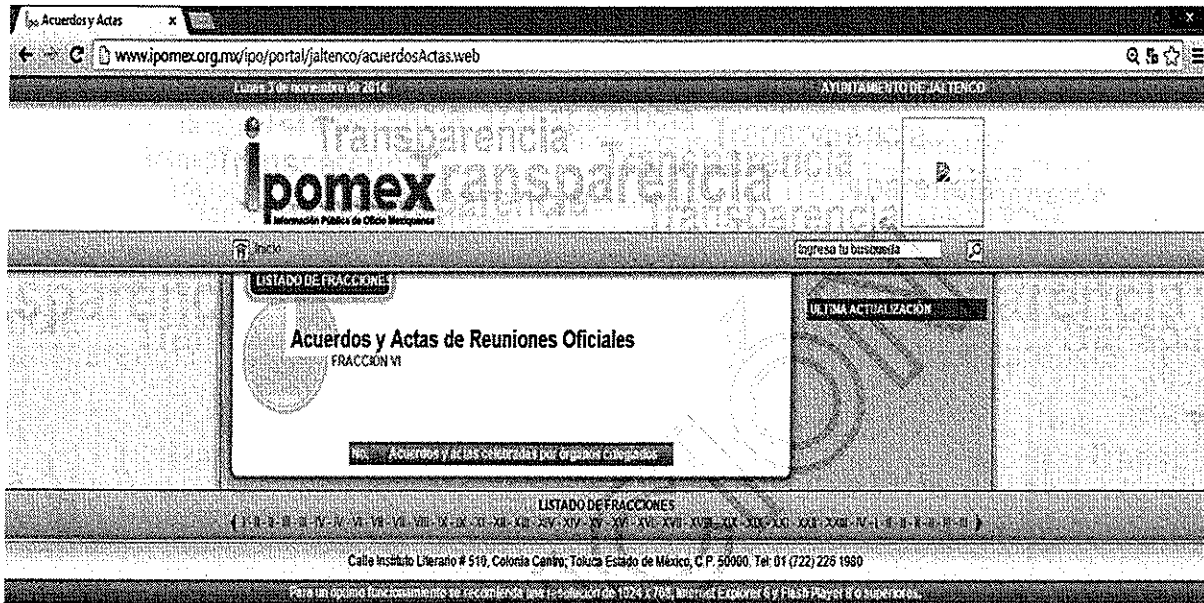 Acuerdos y Actas
www.ipomex.org.mx/ipo/portal/jaltenco/acuerdosActas.web
Lunes 3 de noviembre de 2014
AYUNTAMIENTO DE JALTENCO
Transparencia
ipomex
Información Pública de Oficio Mexiquense
Inicio
Ingresa tu busqueda
LISTADO DE FRACCIONES
ULTIMA ACTUALIZACIÓN
Acuerdos y Actas de Reuniones Oficiales
FRACCIÓN VI
No. Acuerdos y actas celebradas por órganos colegiados
LISTADO DE FRACCIONES
Calle Instituto Literario # 510, Colonia Centro; Toluca Estado de México, C.P. 50000. Tel: 01 (722) 226 1980
Para un optimo funcionamiento se recomienda una resolución de 1024 x 768, Internet Explorer 6 y Flash Player 8 o superiores.